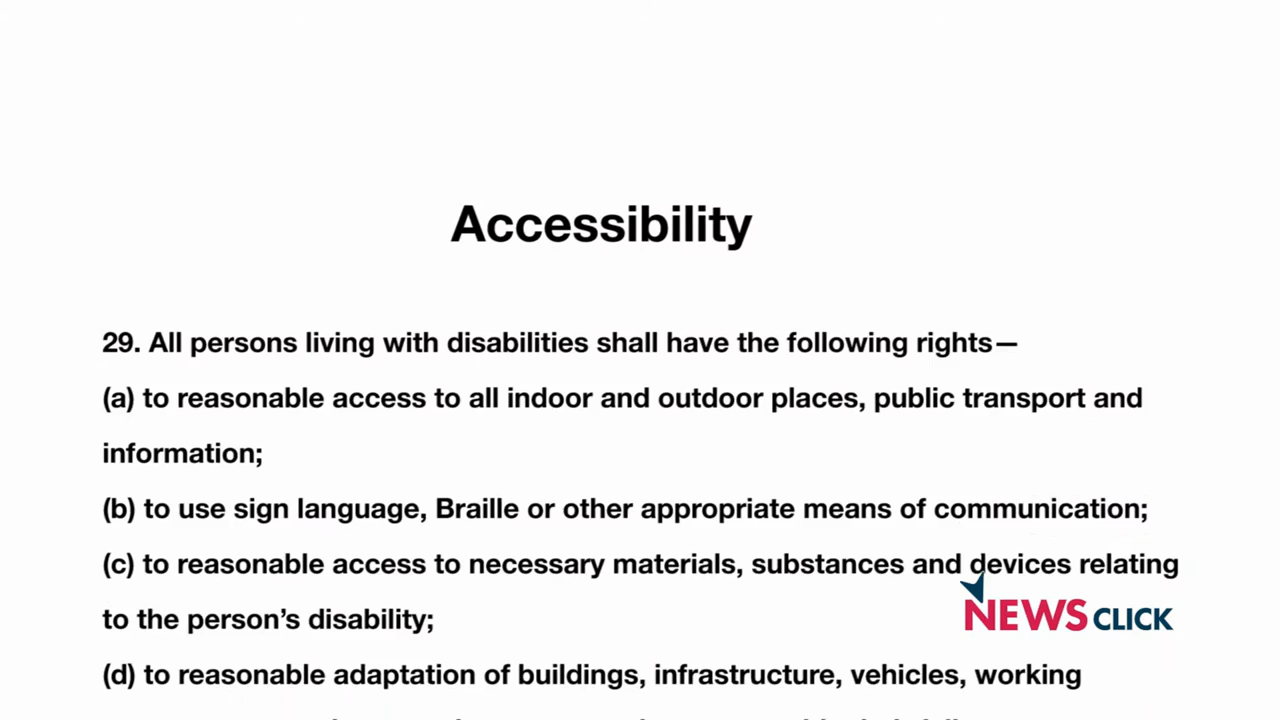 Accessibility
29. All persons living with disabilities shall have the following rights—
(a) to reasonable access to all indoor and outdoor places, public transport and
information;
(b) to use sign language, Braille or other appropriate means of communication;
(c) to reasonable access to necessary materials, substances and devices relating
to the person’s disability;
NEWS CLICK
(d) to reasonable adaptation of buildings, infrastructure, vehicles, working